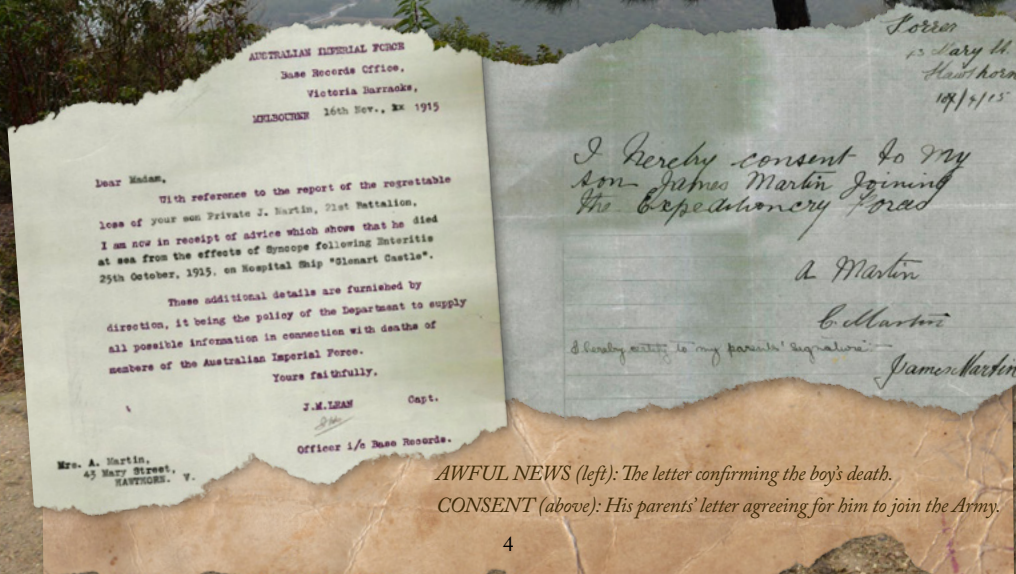 AUSTRALIAN IMPERIAL FORCE
Base Records Office,
Victoria Barracks,
MELBOURNE 16th Nov., 1915
Dear Madam,
With reference to the report of the regrettable
loss of your son Private J. Martin, 21st Battalion,
I am now in receipt of advice which shows that he died
at sea from the effects of Syncope following Enteritis
25th October, 1915, on Hospital Ship "Glenart Castle".
These additional details are furnished by
direction, it being the policy of the Department to supply
all possible information in connection with deaths of
members of the Australian Imperial Force.
Yours faithfully,
J.M.LEAN Capt.
Officer i/c Base Records.
Mrs. A. Martin,
43 Mary Street,
HAWTHORN. V.
Mary St.
Hawthorn
/4/15
I hereby consent to my
son James Martin Joining
the Expeditionery Forces
A Martin
C. Martin
I hereby certify to my parents' signature
James Martin
AWFUL NEWS (left): The letter confirming the boy's death.
CONSENT (above): His parents' letter agreeing for him to join the Army.
4